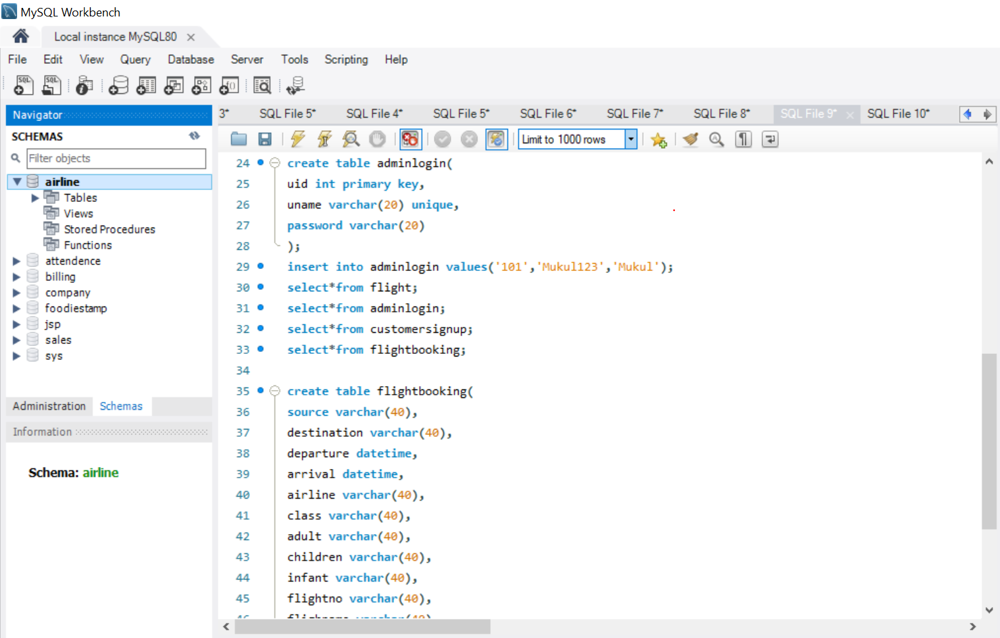 MySQL Workbench
Local instance MySQL80
File Edit View Query Database Server Tools Scripting Help
Navigator
3* SQL File 5* SQL File 4* SQL File 5* SQL File 6* SQL File 7* SQL File 8* SQL File 9* SQL File 10*
SCHEMAS
Limit to 1000 rows
Filter objects
airline
Tables
Views
Stored Procedures
Functions
attendence
billing
company
foodiestamp
jsp
sales
sys
Administration Schemas
Information
Schema: airline
24 create table adminlogin(
25 uid int primary key,
26 uname varchar(20) unique,
27 password varchar(20)
28 );
29 insert into adminlogin values('101','Mukul123','Mukul');
30 select*from flight;
31 select*from adminlogin;
32 select*from customersignup;
33 select*from flightbooking;
34
35 create table flightbooking(
36 source varchar(40),
37 destination varchar(40),
38 departure datetime,
39 arrival datetime,
40 airline varchar(40),
41 class varchar(40),
42 adult varchar(40),
43 children varchar(40),
44 infant varchar(40),
45 flightno varchar(40),